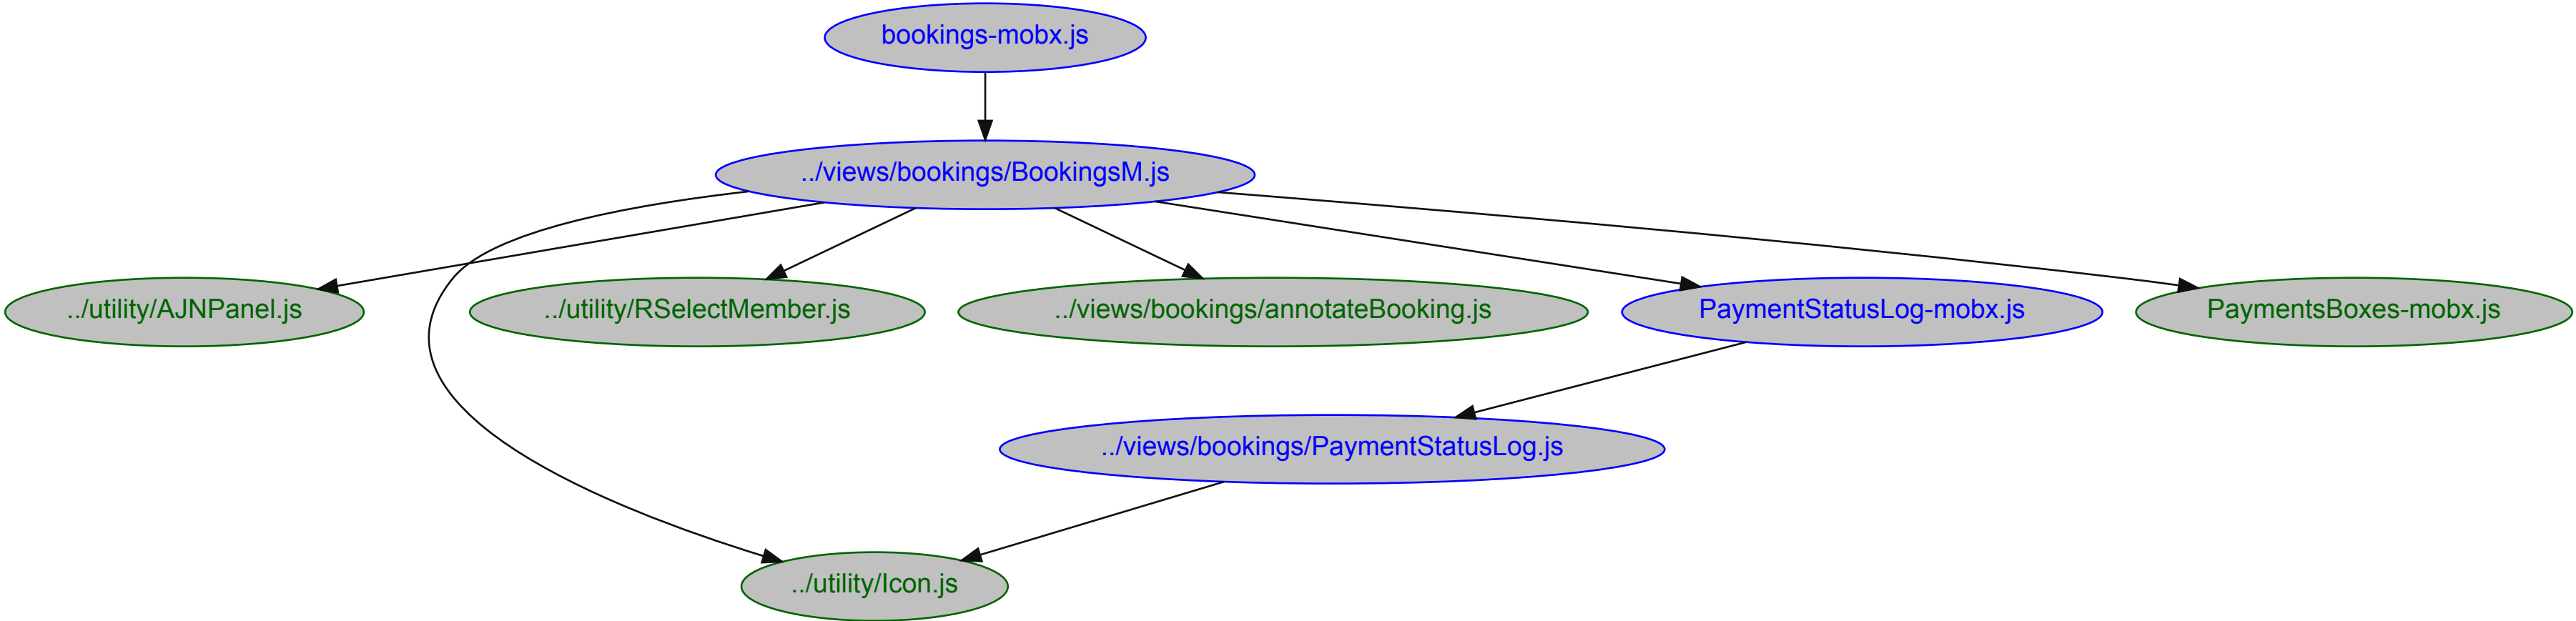 bookings-mobx.js
../views/bookings/BookingsM.js
../utility/AJNPanel.js
../utility/RSelectMember.js
../views/bookings/annotateBooking.js
PaymentStatusLog-mobx.js
PaymentsBoxes-mobx.js
../views/bookings/PaymentStatusLog.js
../utility/Icon.js